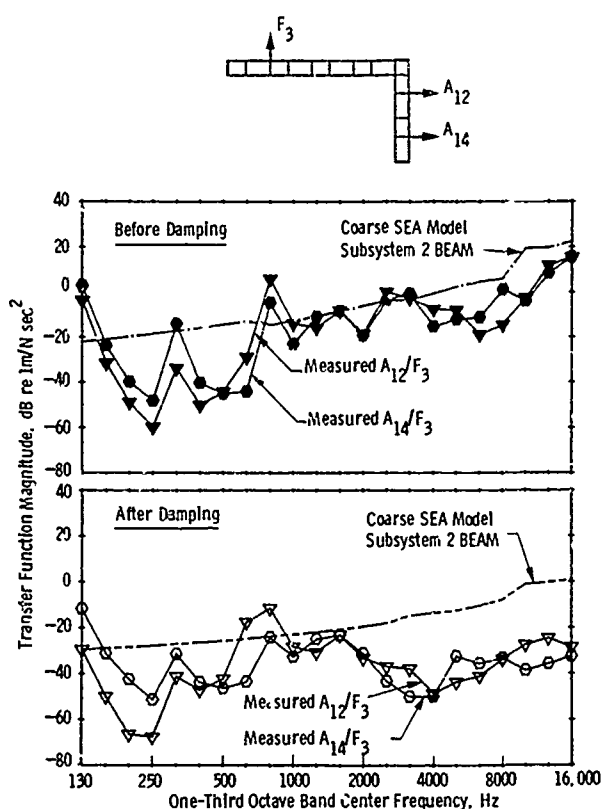 F3
A12
A14
40
20
0
-20
-40
-60
-80
Before Damping
Coarse SEA Model
Subsystem 2 BEAM
Measured A12/F3
Measured A14/F3
Transfer Function Magnitude, dB re 1m/N sec2
40
20
0
-20
-40
-60
-80
After Damping
Coarse SEA Model
Subsystem 2 BEAM
Measured A12/F3
Measured A14/F3
130 250 500 1000 2000 4000 8000 16,000
One-Third Octave Band Center Frequency, Hz